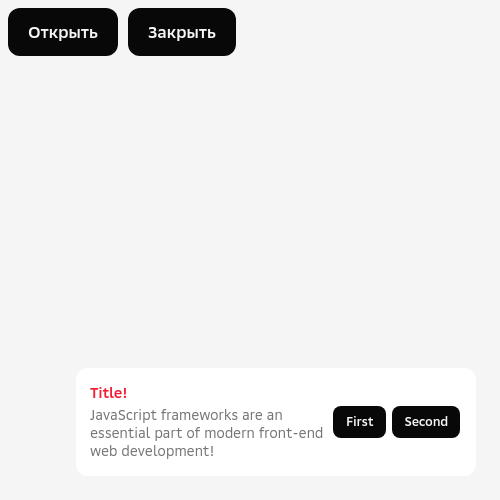 Открыть Закрыть
Title!
JavaScript frameworks are an
essential part of modern front-end
web development!
First Second